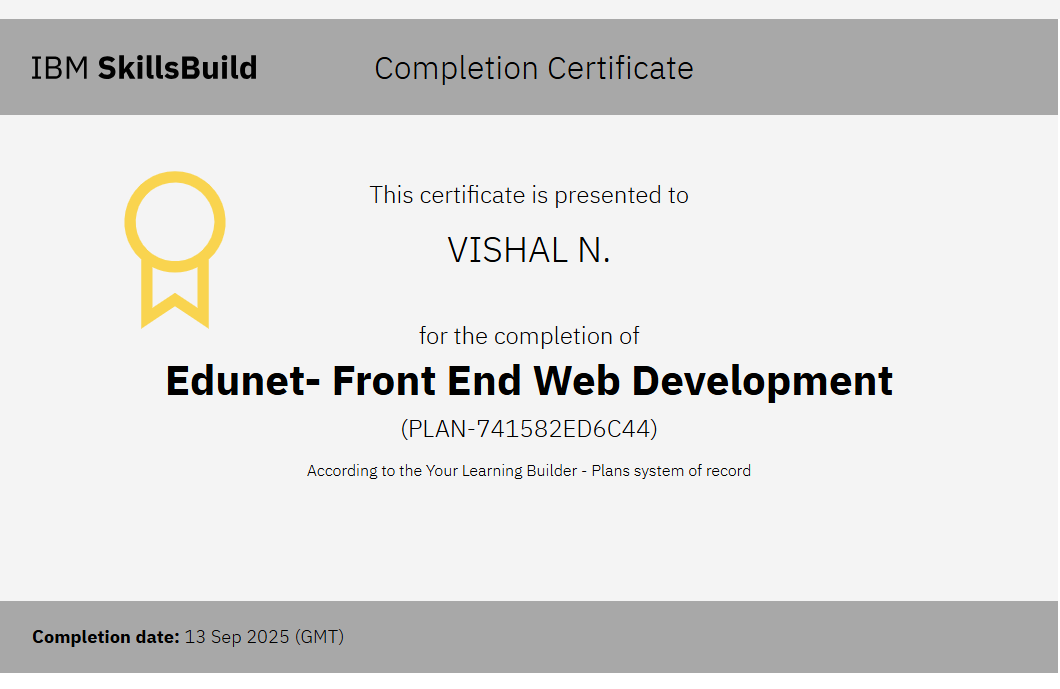 IBM SkillsBuild
Completion Certificate
This certificate is presented to
VISHAL N.
for the completion of
Edunet- Front End Web Development
(PLAN-741582ED6C44)
According to the Your Learning Builder - Plans system of record
Completion date: 13 Sep 2025 (GMT)